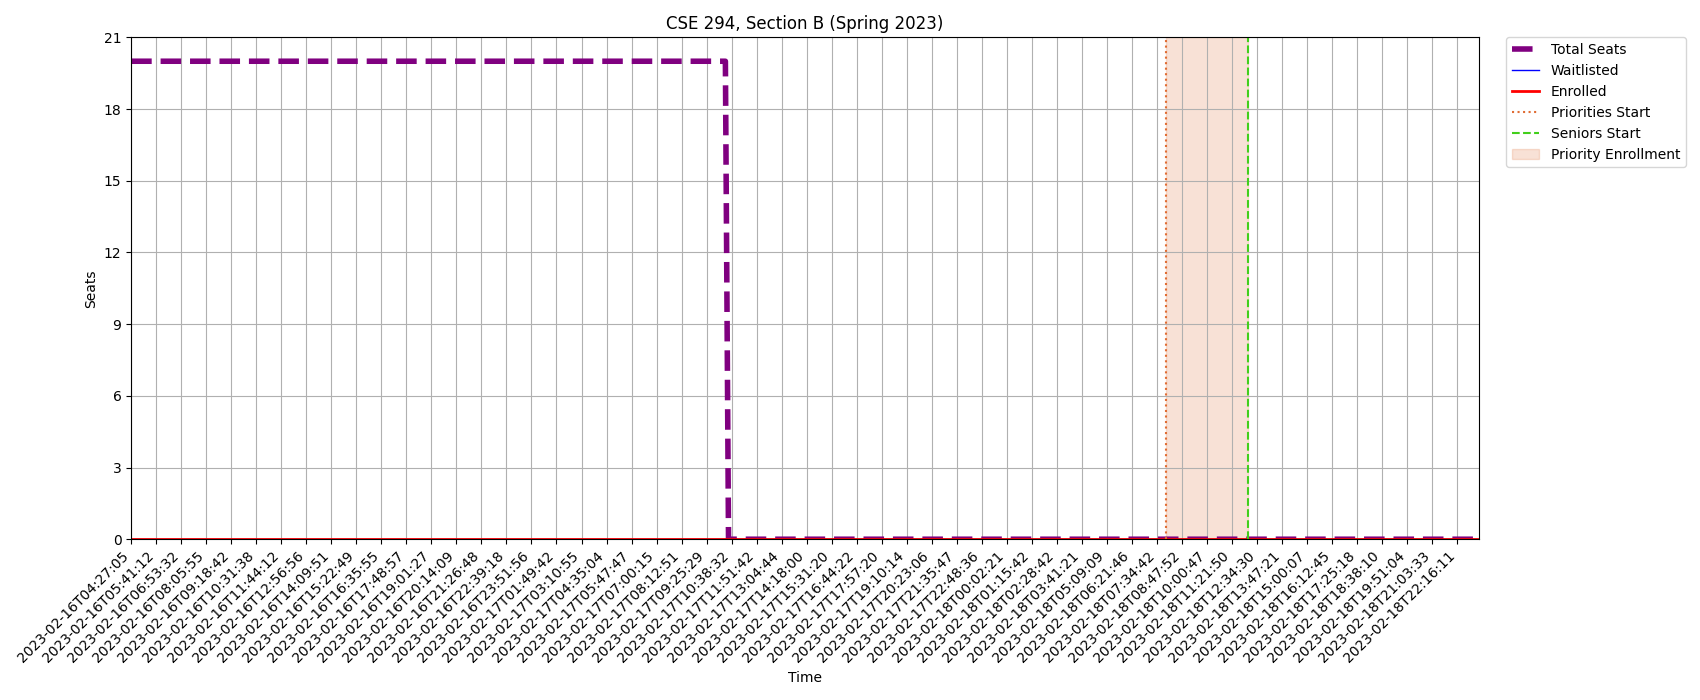 CSE 294, Section B (Spring 2023)
21
18
15
12
9
6
3
0
Seats
2023-02-16T04:27:05
2023-02-16T05:41:12
2023-02-16T06:53:32
2023-02-16T08:05:55
2023-02-16T09:18:42
2023-02-16T10:31:38
2023-02-16T11:44:12
2023-02-16T12:56:56
2023-02-16T14:09:51
2023-02-16T15:22:49
2023-02-16T16:35:55
2023-02-16T17:48:57
2023-02-16T19:01:27
2023-02-16T20:14:09
2023-02-16T21:26:48
2023-02-16T22:39:18
2023-02-16T23:51:56
2023-02-17T01:49:42
2023-02-17T03:10:55
2023-02-17T04:35:04
2023-02-17T05:47:47
2023-02-17T07:00:15
2023-02-17T08:12:51
2023-02-17T09:25:29
2023-02-17T10:38:32
2023-02-17T11:51:42
2023-02-17T13:04:44
2023-02-17T14:18:00
2023-02-17T15:31:20
2023-02-17T16:44:22
2023-02-17T17:57:20
2023-02-17T19:10:14
2023-02-17T20:23:06
2023-02-17T21:35:47
2023-02-17T22:48:36
2023-02-18T00:02:21
2023-02-18T01:15:42
2023-02-18T02:28:42
2023-02-18T03:41:21
2023-02-18T05:09:09
2023-02-18T06:21:46
2023-02-18T07:34:42
2023-02-18T08:47:52
2023-02-18T10:00:47
2023-02-18T11:21:50
2023-02-18T12:34:30
2023-02-18T13:47:21
2023-02-18T15:00:07
2023-02-18T16:12:45
2023-02-18T17:25:18
2023-02-18T18:38:10
2023-02-18T19:51:04
2023-02-18T21:03:33
2023-02-18T22:16:11
Time
Total Seats
Waitlisted
Enrolled
Priorities Start
Seniors Start
Priority Enrollment